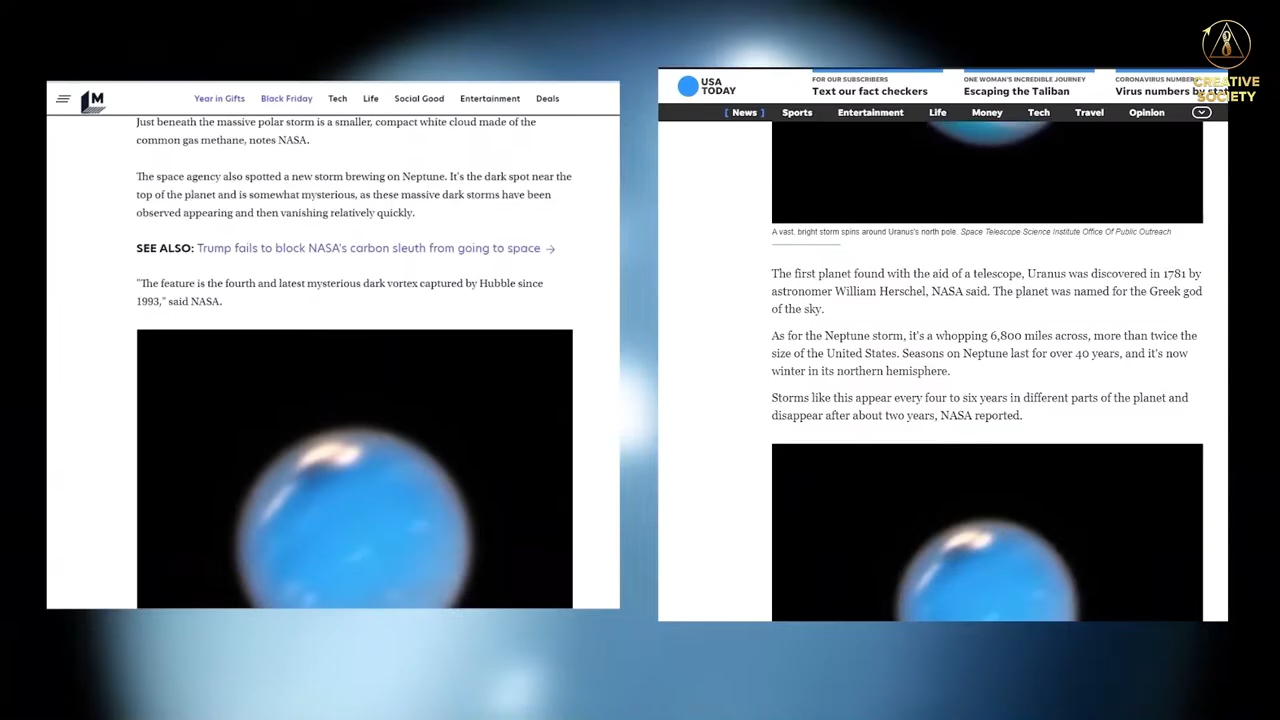 M
Year in Gifts Black Friday Tech Life Social Good Entertainment Deals
Just beneath the massive polar storm is a smaller, compact white cloud made of the
common gas methane, notes NASA.
The space agency also spotted a new storm brewing on Neptune. It's the dark spot near the
top of the planet and is somewhat mysterious, as these massive dark storms have been
observed appearing and then vanishing relatively quickly.
SEE ALSO: Trump fails to block NASA's carbon sleuth from going to space →
"The feature is the fourth and latest mysterious dark vortex captured by Hubble since
1993," said NASA.
USA
TODAY
FOR OUR SUBSCRIBERS
Text our fact checkers
ONE WOMAN'S INCREDIBLE JOURNEY
Escaping the Taliban
CORONAVIRUS
Virus numbers by
[ News ] Sports Entertainment Life Money Tech Travel Opinion
A vast, bright storm spins around Uranus's north pole. Space Telescope Science Institute Office Of Public Outreach
The first planet found with the aid of a telescope, Uranus was discovered in 1781 by
astronomer William Herschel, NASA said. The planet was named for the Greek god
of the sky.
As for the Neptune storm, it's a whopping 6,800 miles across, more than twice the
size of the United States. Seasons on Neptune last for over 40 years, and it's now
winter in its northern hemisphere.
Storms like this appear every four to six years in different parts of the planet and
disappear after about two years, NASA reported.
CREATIVE
SOCIETY